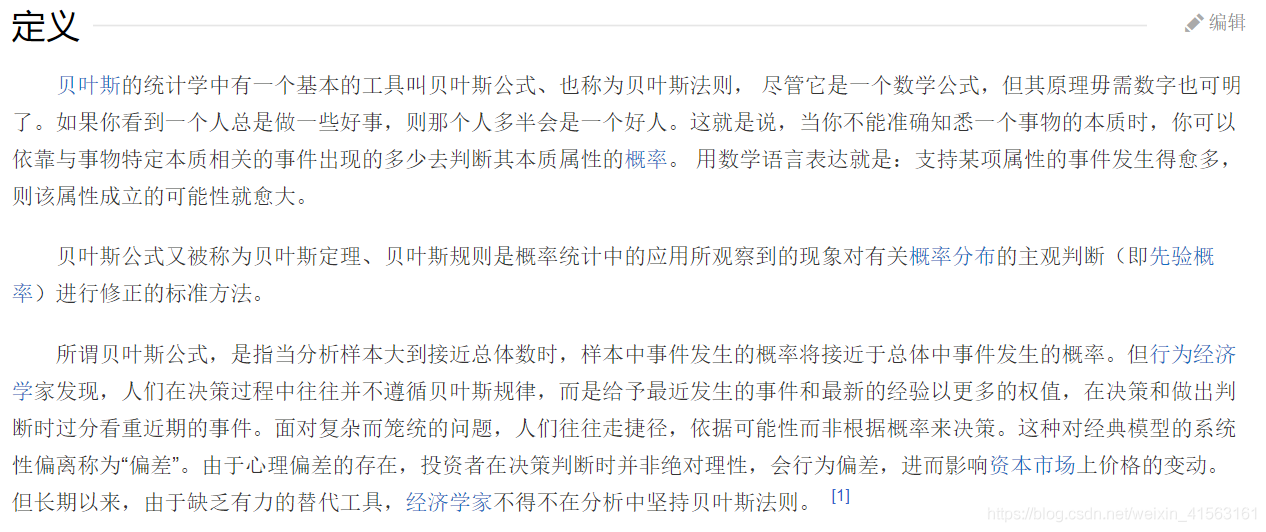 定义
编辑
贝叶斯的统计学中有一个基本的工具叫贝叶斯公式、也称为贝叶斯法则， 尽管它是一个数学公式，但其原理毋需数字也可明
了。如果你看到一个人总是做一些好事，则那个人多半会是一个好人。这就是说，当你不能准确知悉一个事物的本质时，你可以
依靠与事物特定本质相关的事件出现的多少去判断其本质属性的概率。 用数学语言表达就是：支持某项属性的事件发生得愈多，
则该属性成立的可能性就愈大。
贝叶斯公式又被称为贝叶斯定理、贝叶斯规则是概率统计中的应用所观察到的现象对有关概率分布的主观判断（即先验概
率）进行修正的标准方法。
所谓贝叶斯公式，是指当分析样本大到接近总体数时，样本中事件发生的概率将接近于总体中事件发生的概率。但行为经济
学家发现，人们在决策过程中往往并不遵循贝叶斯规律，而是给予最近发生的事件和最新的经验以更多的权值，在决策和做出判
断时过分看重近期的事件。面对复杂而笼统的问题，人们往往走捷径，依据可能性而非根据概率来决策。这种对经典模型的系统
性偏离称为“偏差”。由于心理偏差的存在，投资者在决策判断时并非绝对理性，会行为偏差，进而影响资本市场上价格的变动。
但长期以来，由于缺乏有力的替代工具，经济学家不得不在分析中坚持贝叶斯法则。 [1]
https://blog.csdn.net/weixin_41563161